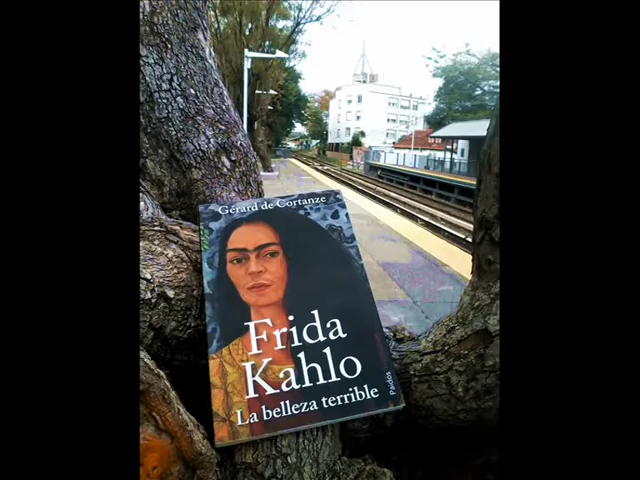 Gérard de Cortanze
Frida
Kahlo
La belleza terrible
Paidós